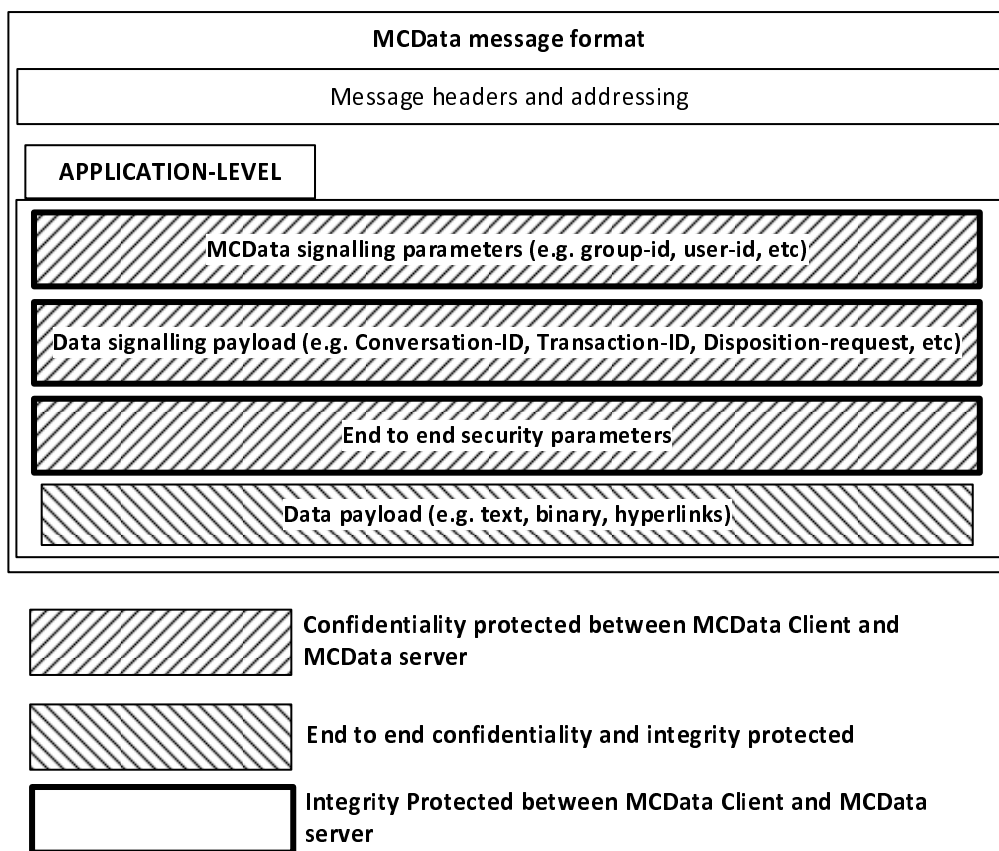 MCData message format
Message headers and addressing
APPLICATION-LEVEL
MCData signalling parameters (e.g. group-id, user-id, etc)
Data signalling payload (e.g. Conversation-ID, Transaction-ID, Disposition-request, etc)
End to end security parameters
Data payload (e.g. text, binary, hyperlinks)
Confidentiality protected between MCData Client and
MCData server
End to end confidentiality and integrity protected
Integrity Protected between MCData Client and MCData
server